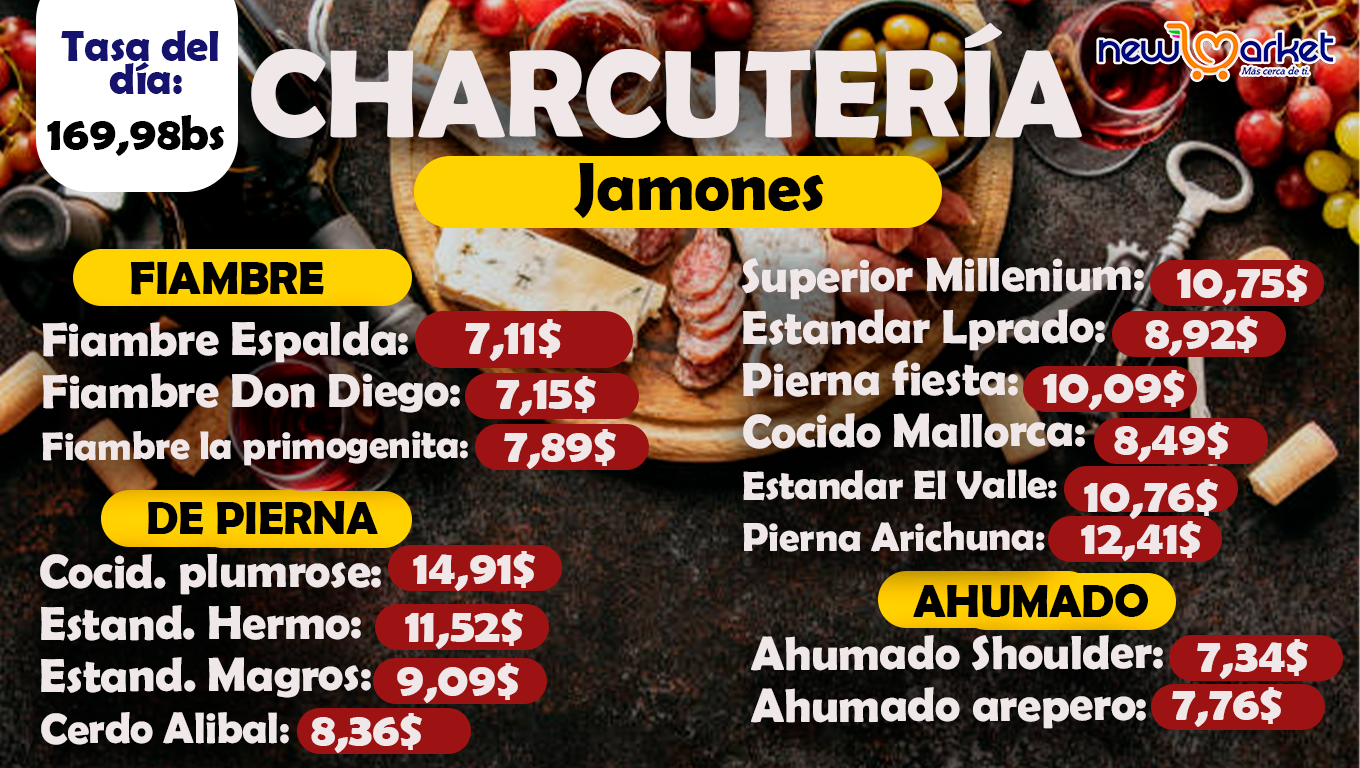 Tasa del
día:
169,98bs
CHARCUTERÍA
new market
Más cerca de ti.
Jamones
FIAMBRE
Fiambre Espalda: 7,11$
Fiambre Don Diego: 7,15$
Fiambre la primogenita: 7,89$
DE PIERNA
Cocid. plumrose: 14,91$
Estand. Hermo: 11,52$
Estand. Magros: 9,09$
Cerdo Alibal: 8,36$
Superior Millenium: 10,75$
Estandar Lprado: 8,92$
Pierna fiesta: 10,09$
Cocido Mallorca: 8,49$
Estandar El Valle: 10,76$
Pierna Arichuna: 12,41$
AHUMADO
Ahumado Shoulder: 7,34$
Ahumado arepero: 7,76$